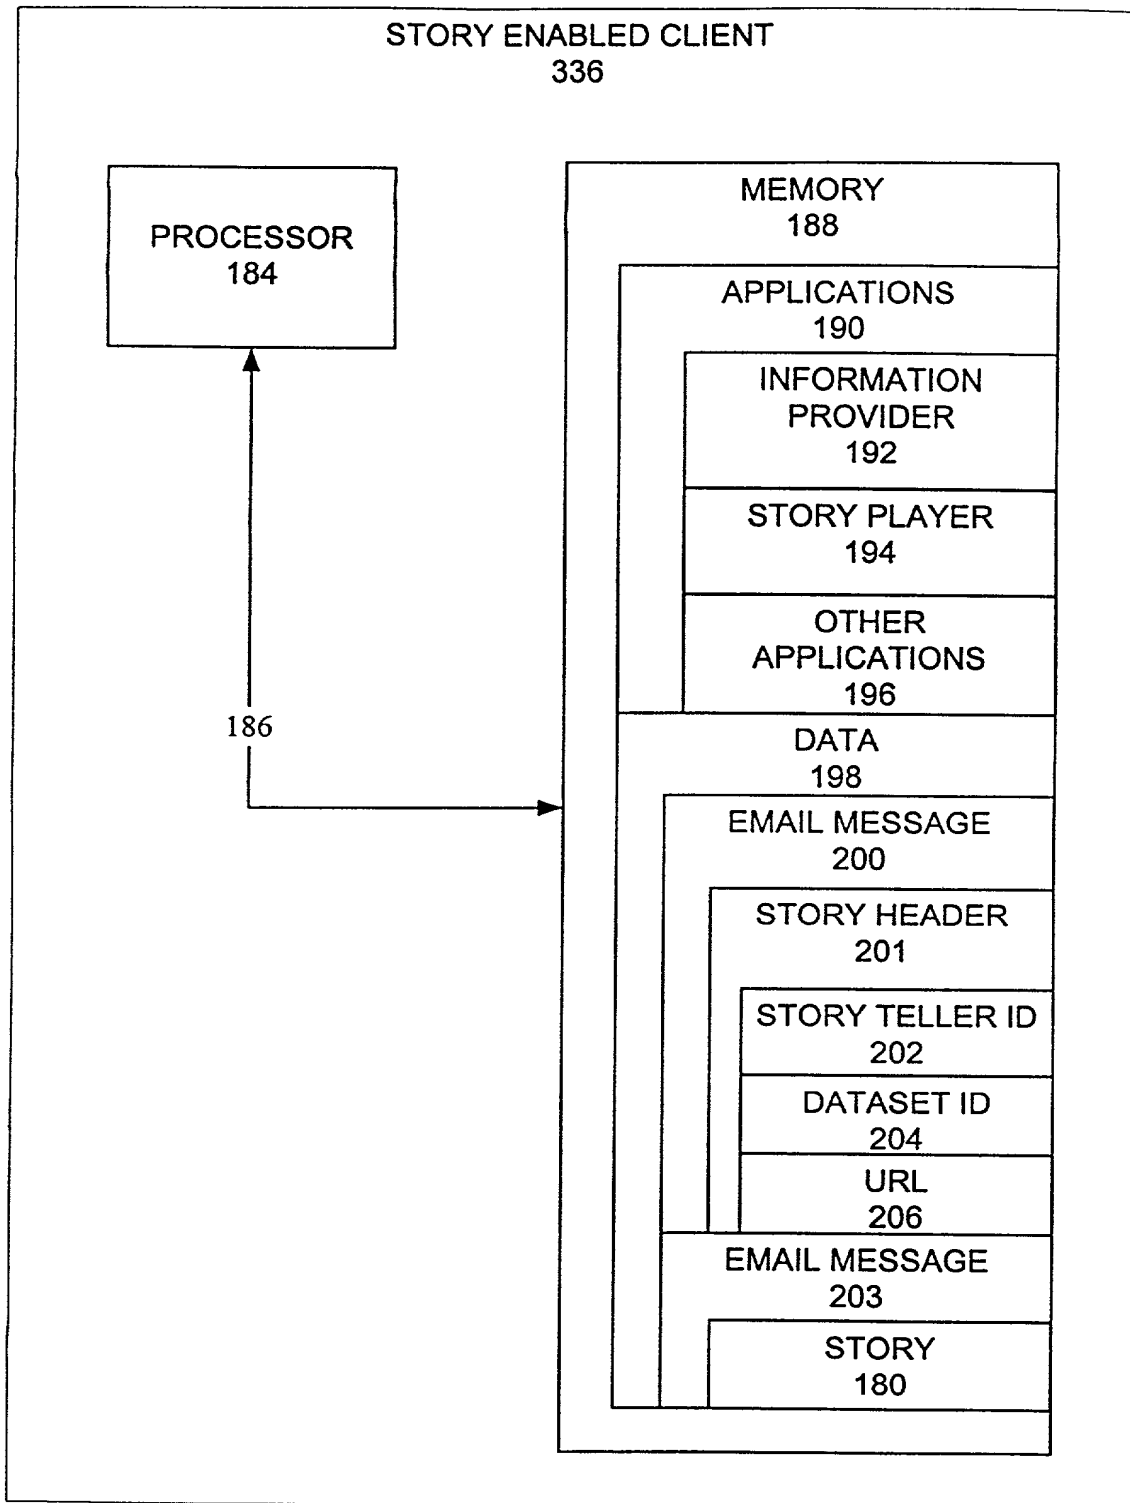 STORY ENABLED CLIENT
336
PROCESSOR
184
186
MEMORY
188
APPLICATIONS
190
INFORMATION
PROVIDER
192
STORY PLAYER
194
OTHER
APPLICATIONS
196
DATA
198
EMAIL MESSAGE
200
STORY HEADER
201
STORY TELLER ID
202
DATASET ID
204
URL
206
EMAIL MESSAGE
203
STORY
180